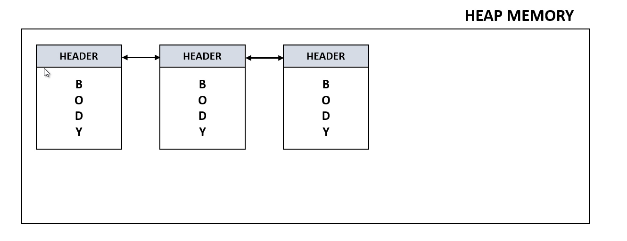 HEAP MEMORY
HEADER HEADER HEADER
B B B
O O O
D D D
Y Y Y